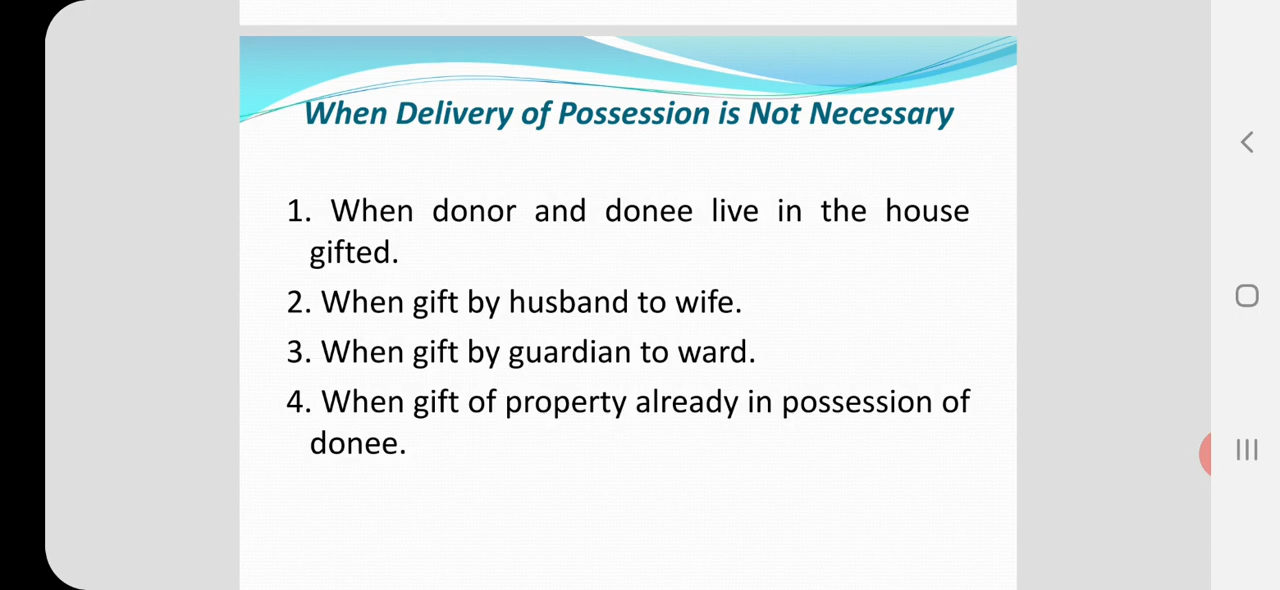 When Delivery of Possession is Not Necessary
1. When donor and donee live in the house
gifted.
2. When gift by husband to wife.
3. When gift by guardian to ward.
4. When gift of property already in possession of
donee.